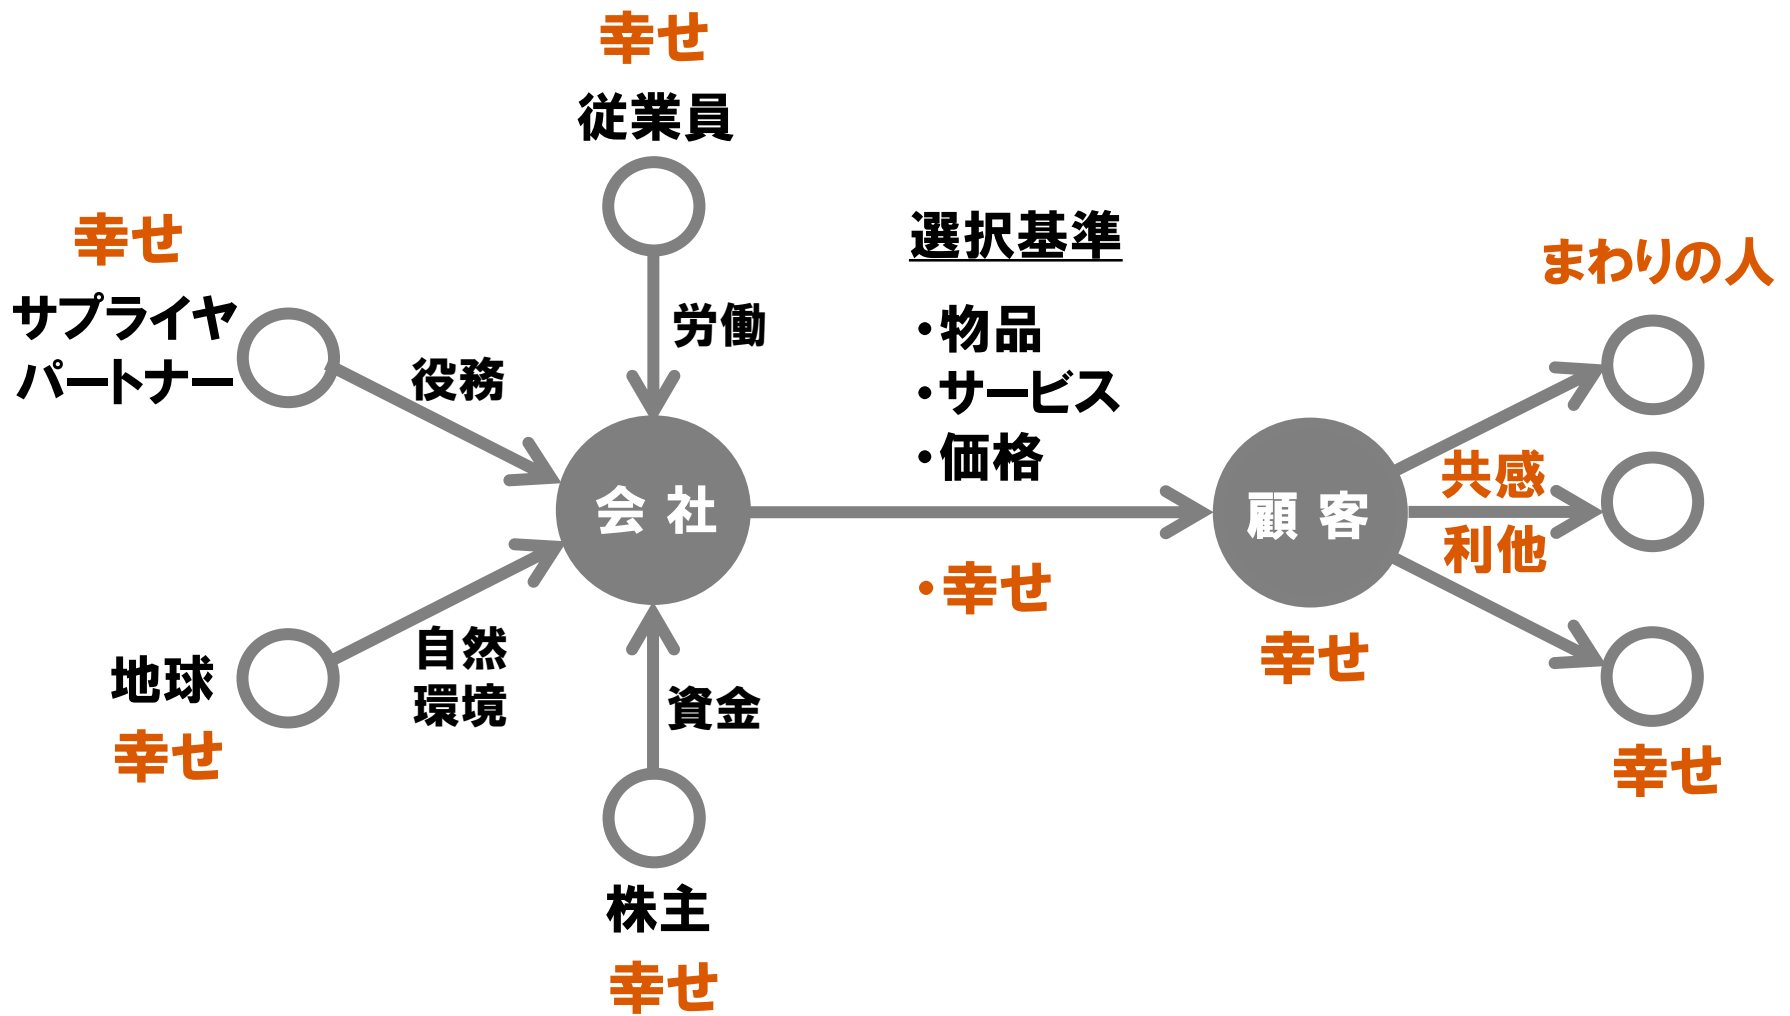 幸せ
従業員
幸せ
サプライヤ
パートナー
役務
労働
選択基準
・物品
・サービス
・価格
まわりの人
会 社
顧 客
共感
利他
・幸せ
幸せ
地球
幸せ
自然
環境
資金
幸せ
株主
幸せ